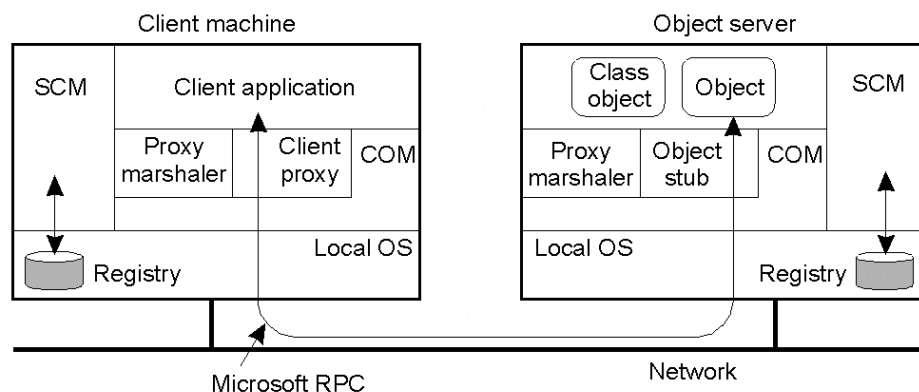 Client machine
Object server
SCM
Client application
Class
object
Object
SCM
Proxy
marshaler
Client
proxy
COM
Proxy
marshaler
Object
stub
COM
Local OS
Registry
Local OS
Registry
Microsoft RPC
Network